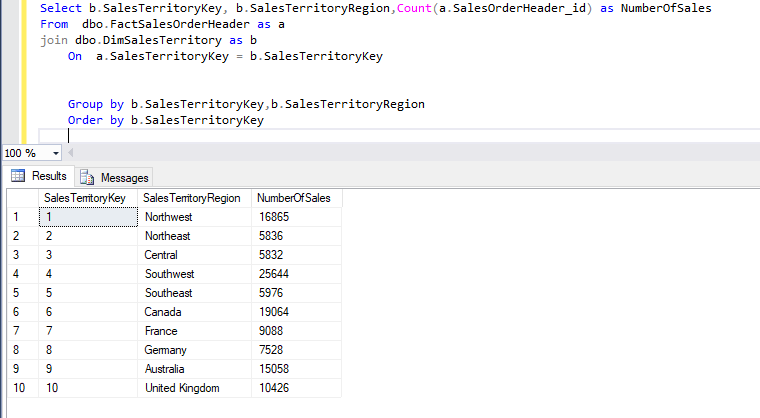 Select b.SalesTerritoryKey, b.SalesTerritoryRegion,Count(a.SalesOrderHeader_id) as NumberOfSales
From  dbo.FactSalesOrderHeader as a
join dbo.DimSalesTerritory as b
On  a.SalesTerritoryKey = b.SalesTerritoryKey
Group by b.SalesTerritoryKey,b.SalesTerritoryRegion
Order by b.SalesTerritoryKey
100 %
Results Messages
SalesTerritoryKey SalesTerritoryRegion NumberOfSales
1 1 Northwest 16865
2 2 Northeast 5836
3 3 Central 5832
4 4 Southwest 25644
5 5 Southeast 5976
6 6 Canada 19064
7 7 France 9088
8 8 Germany 7528
9 9 Australia 15058
10 10 United Kingdom 10426